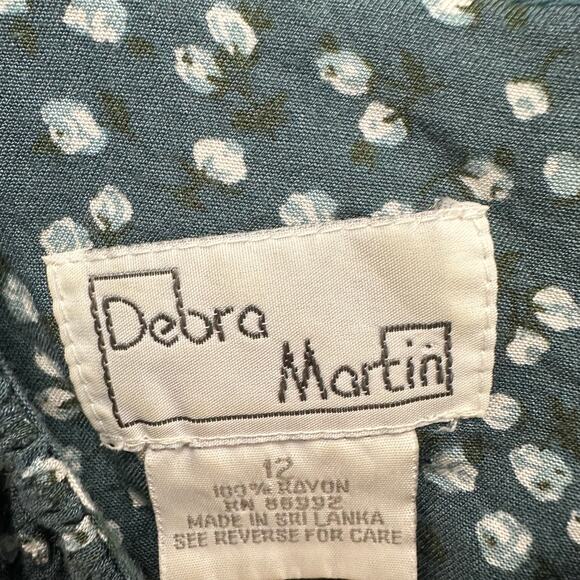 Debra
Martin
12
100% RAYON
RN 86992
MADE IN SRI LANKA
SEE REVERSE FOR CARE